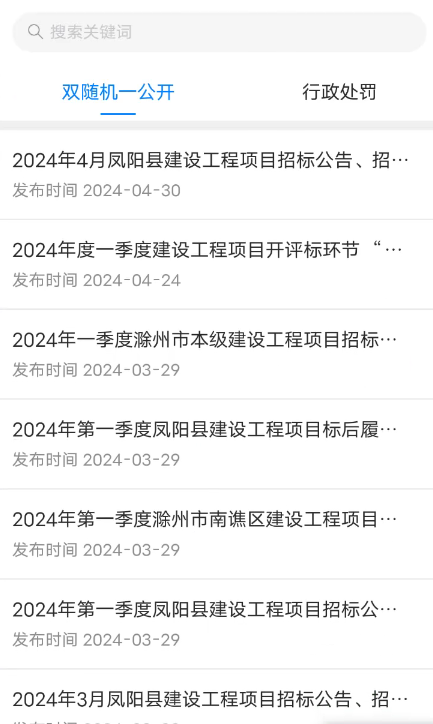 搜索关键词
双随机一公开 行政处罚
2024年4月凤阳县建设工程项目招标公告、招…
发布时间 2024-04-30
2024年度一季度建设工程项目开评标环节 “…
发布时间 2024-04-24
2024年一季度滁州市本级建设工程项目招标…
发布时间 2024-03-29
2024年第一季度凤阳县建设工程项目标后履…
发布时间 2024-03-29
2024年第一季度滁州市南谯区建设工程项目…
发布时间 2024-03-29
2024年第一季度凤阳县建设工程项目招标公…
发布时间 2024-03-29
2024年3月凤阳县建设工程项目招标公告、招…